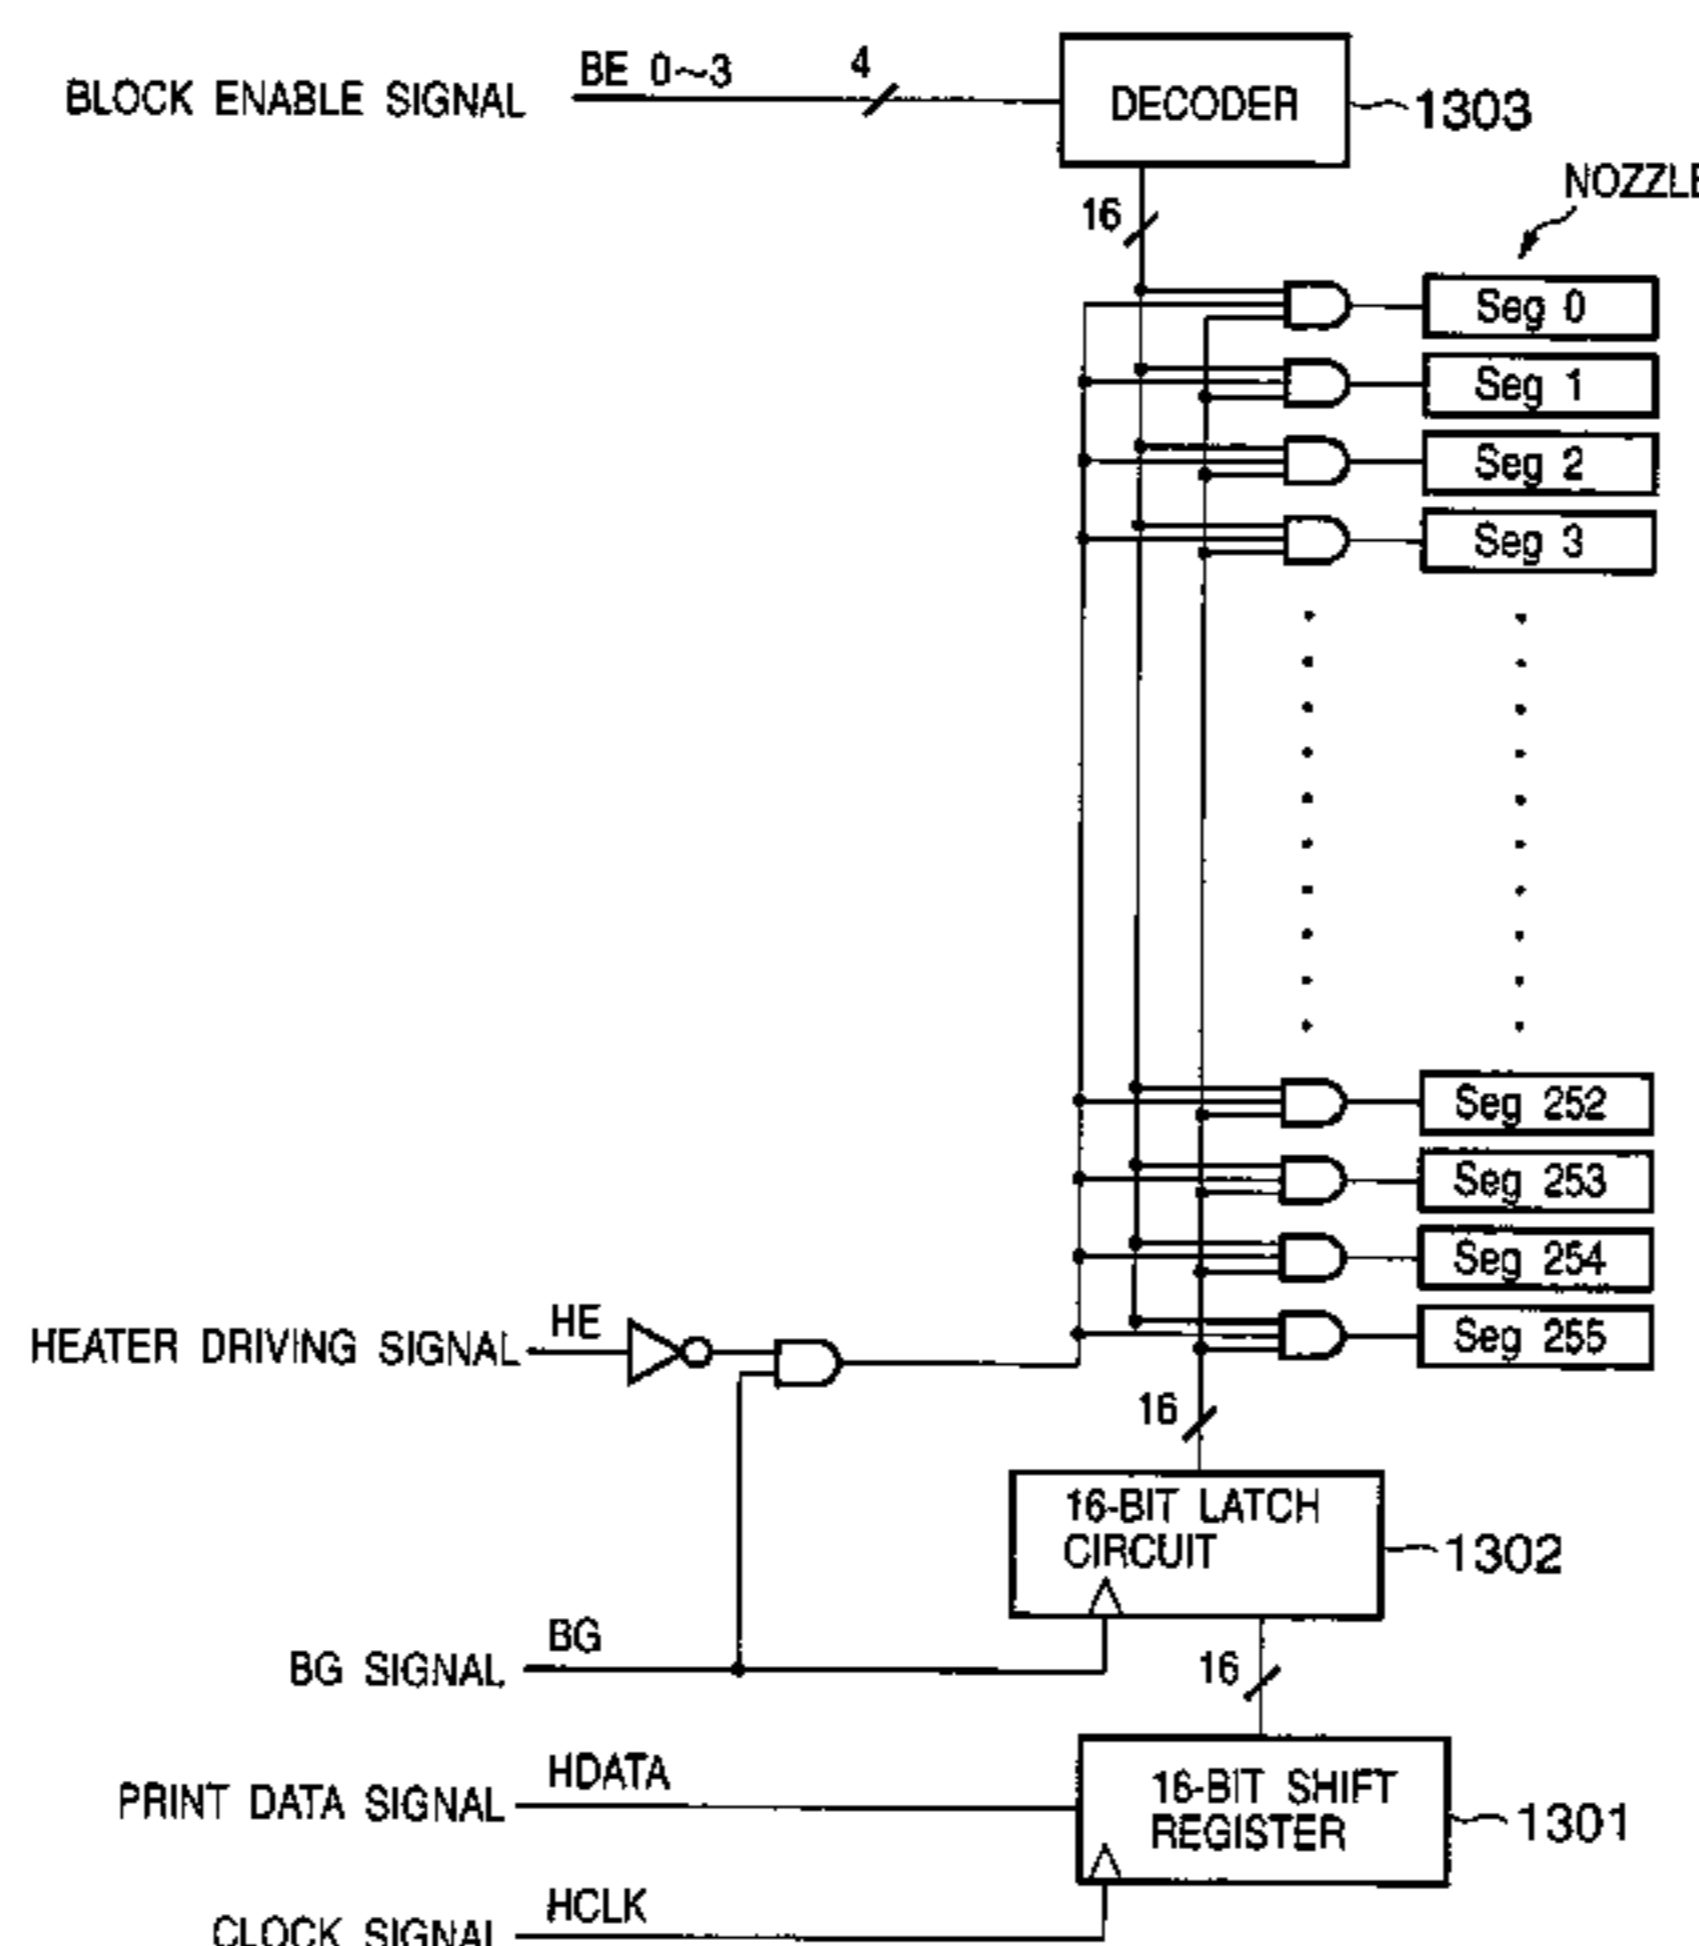 BLOCK ENABLE SIGNAL
BE 0~3
4
DECODER
1303
16
NOZZLE
Seg 0
Seg 1
Seg 2
Seg 3
Seg 252
Seg 253
Seg 254
Seg 255
HEATER DRIVING SIGNAL
HE
16
16-BIT LATCH
CIRCUIT
1302
BG SIGNAL
BG
16
PRINT DATA SIGNAL
HDATA
16-BIT SHIFT
REGISTER
1301
CLOCK SIGNAL
HCLK